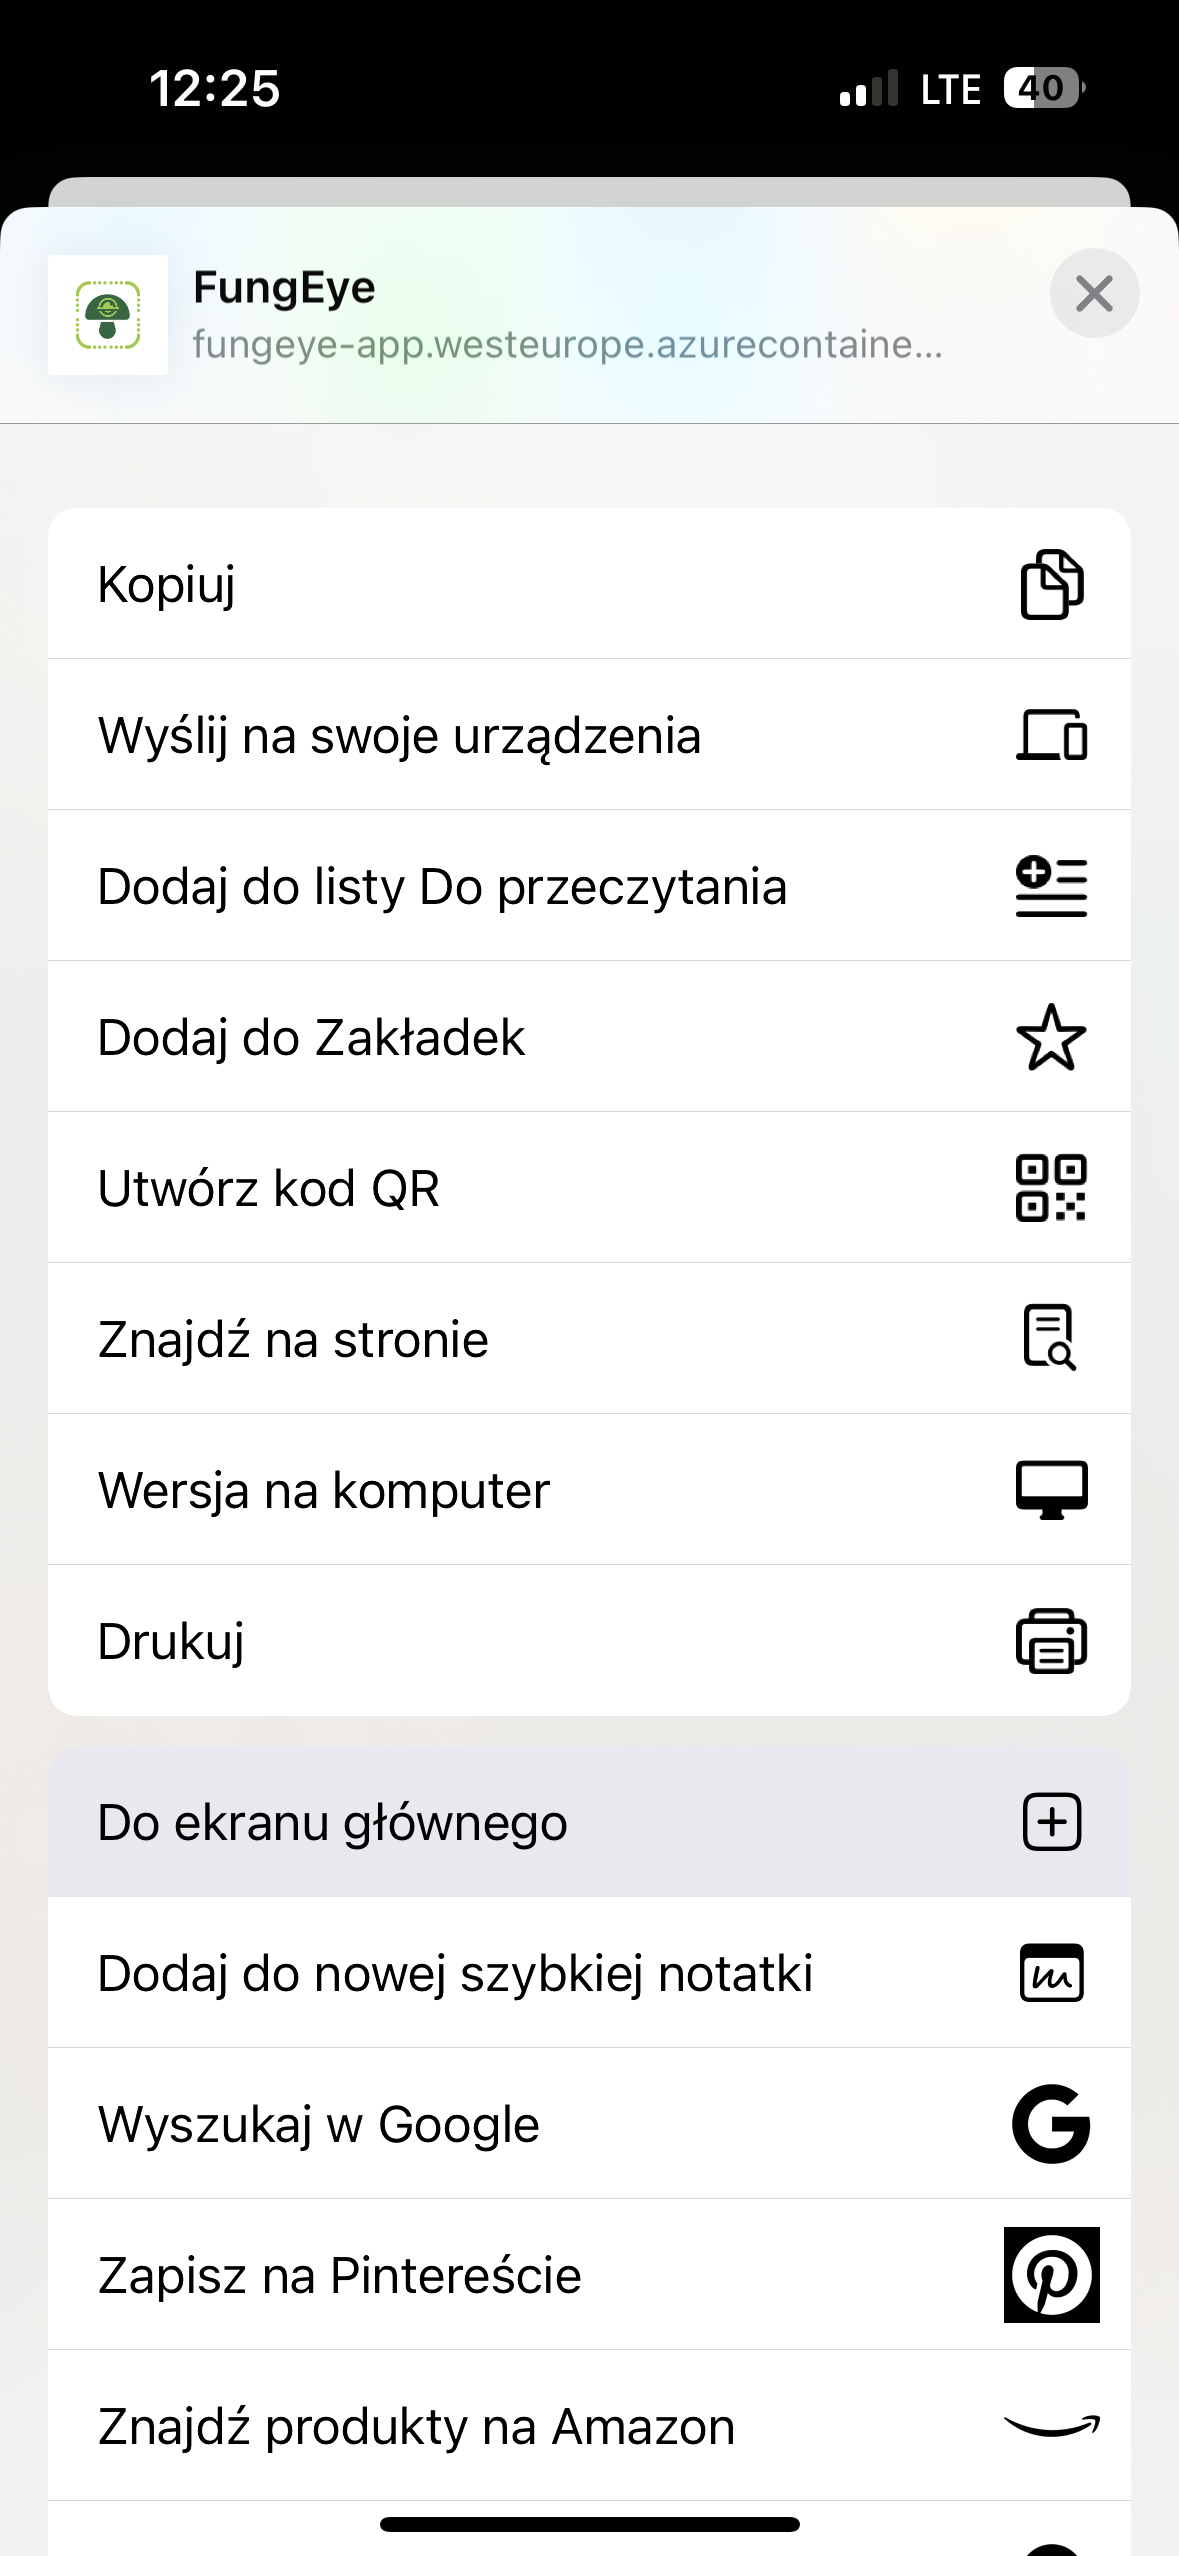 12:25
LTE
40
FungEye
fungeye-app.westeurope.azurecontaine...
Kopiuj
Wyślij na swoje urządzenia
Dodaj do listy Do przeczytania
Dodaj do Zakładek
Utwórz kod QR
Znajdź na stronie
Wersja na komputer
Drukuj
Do ekranu głównego
Dodaj do nowej szybkiej notatki
Wyszukaj w Google
Zapisz na Pintereście
Znajdź produkty na Amazon